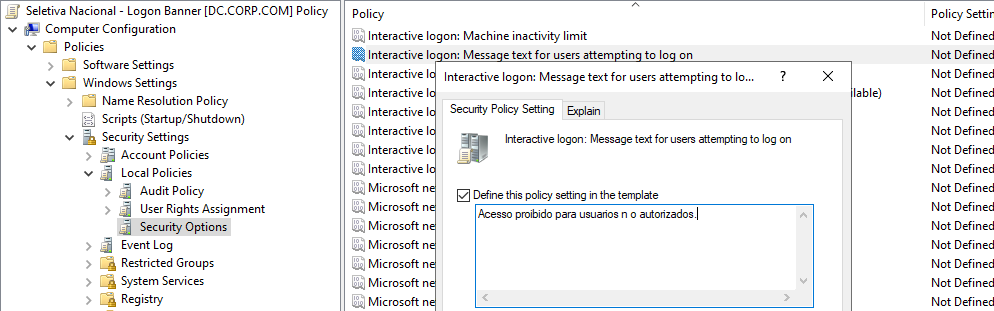 Seletiva Nacional - Logon Banner [DC.CORP.COM] Policy
Computer Configuration
Policies
Software Settings
Windows Settings
Name Resolution Policy
Scripts (Startup/Shutdown)
Security Settings
Account Policies
Local Policies
Audit Policy
User Rights Assignment
Security Options
Event Log
Restricted Groups
System Services
Registry
Policy Policy Setting
Interactive logon: Machine inactivity limit Not Defined
Interactive logon: Message text for users attempting to log on Not Defined
Interactive lo Not Defined
Interactive lo ilable) Not Defined
Interactive lo Not Defined
Interactive lo Not Defined
Interactive lo Not Defined
Interactive lo Not Defined
Microsoft ne Not Defined
Microsoft ne Not Defined
Microsoft ne Not Defined
Microsoft ne Not Defined
Microsoft ne Not Defined
Microsoft ne Not Defined
Microsoft ne Not Defined
Interactive logon: Message text for users attempting to lo... ?
Security Policy Setting Explain
Interactive logon: Message text for users attempting to log on
Define this policy setting in the template
Acesso proibido para usuarios n o autorizados.